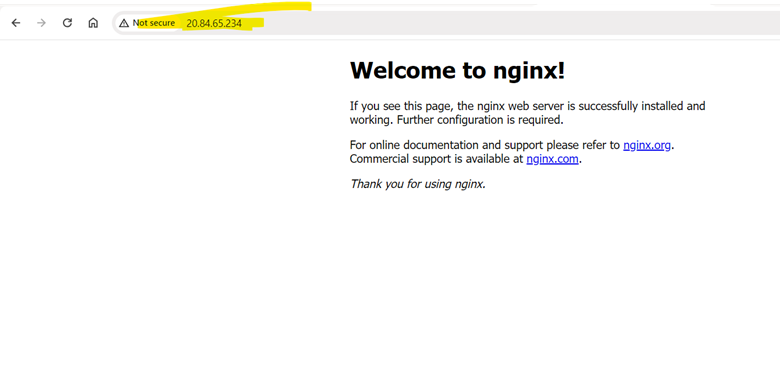 Not secure 20.84.65.234
Welcome to nginx!
If you see this page, the nginx web server is successfully installed and
working. Further configuration is required.
For online documentation and support please refer to nginx.org.
Commercial support is available at nginx.com.
Thank you for using nginx.